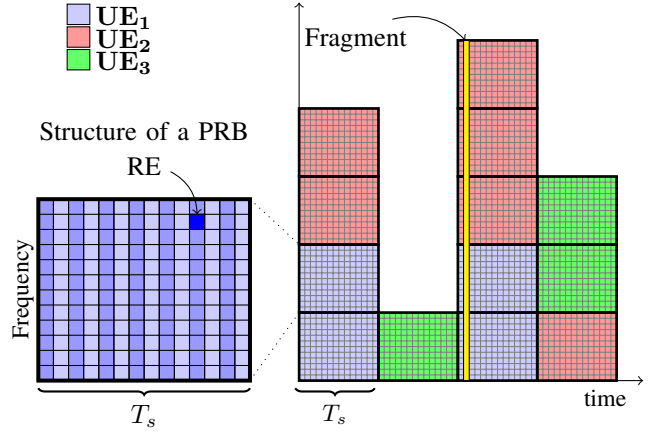 UE₁
UE₂
UE₃
Fragment
Structure of a PRB
RE
Frequency
Tₛ
Tₛ
time